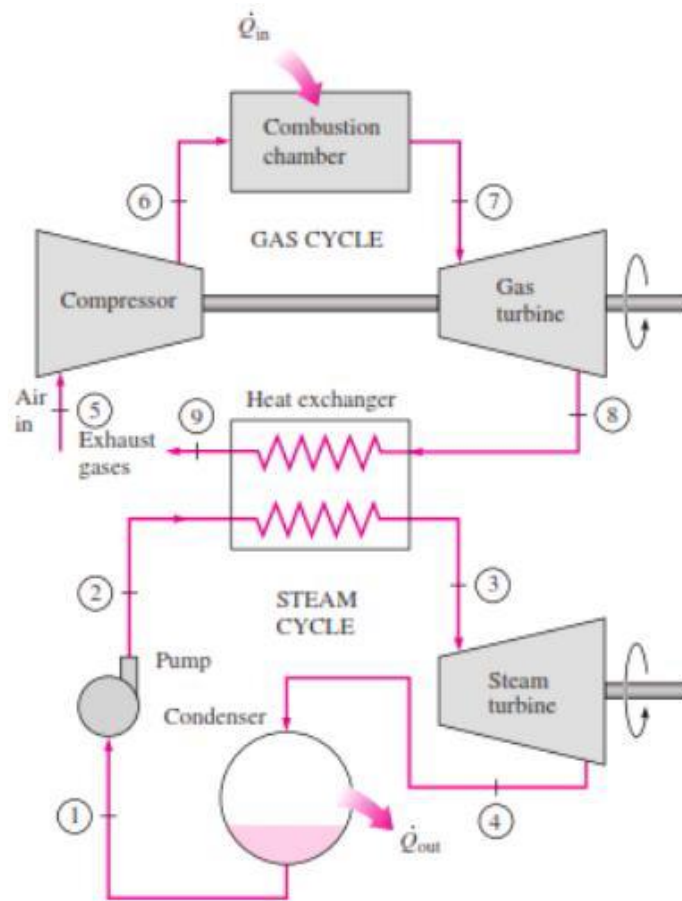 Q̇in
Combustion
chamber
6
7
GAS CYCLE
Compressor
Gas
turbine
Air
in
5
9
Heat exchanger
8
Exhaust
gases
2
3
STEAM
CYCLE
Pump
Steam
turbine
Condenser
1
4
Q̇out